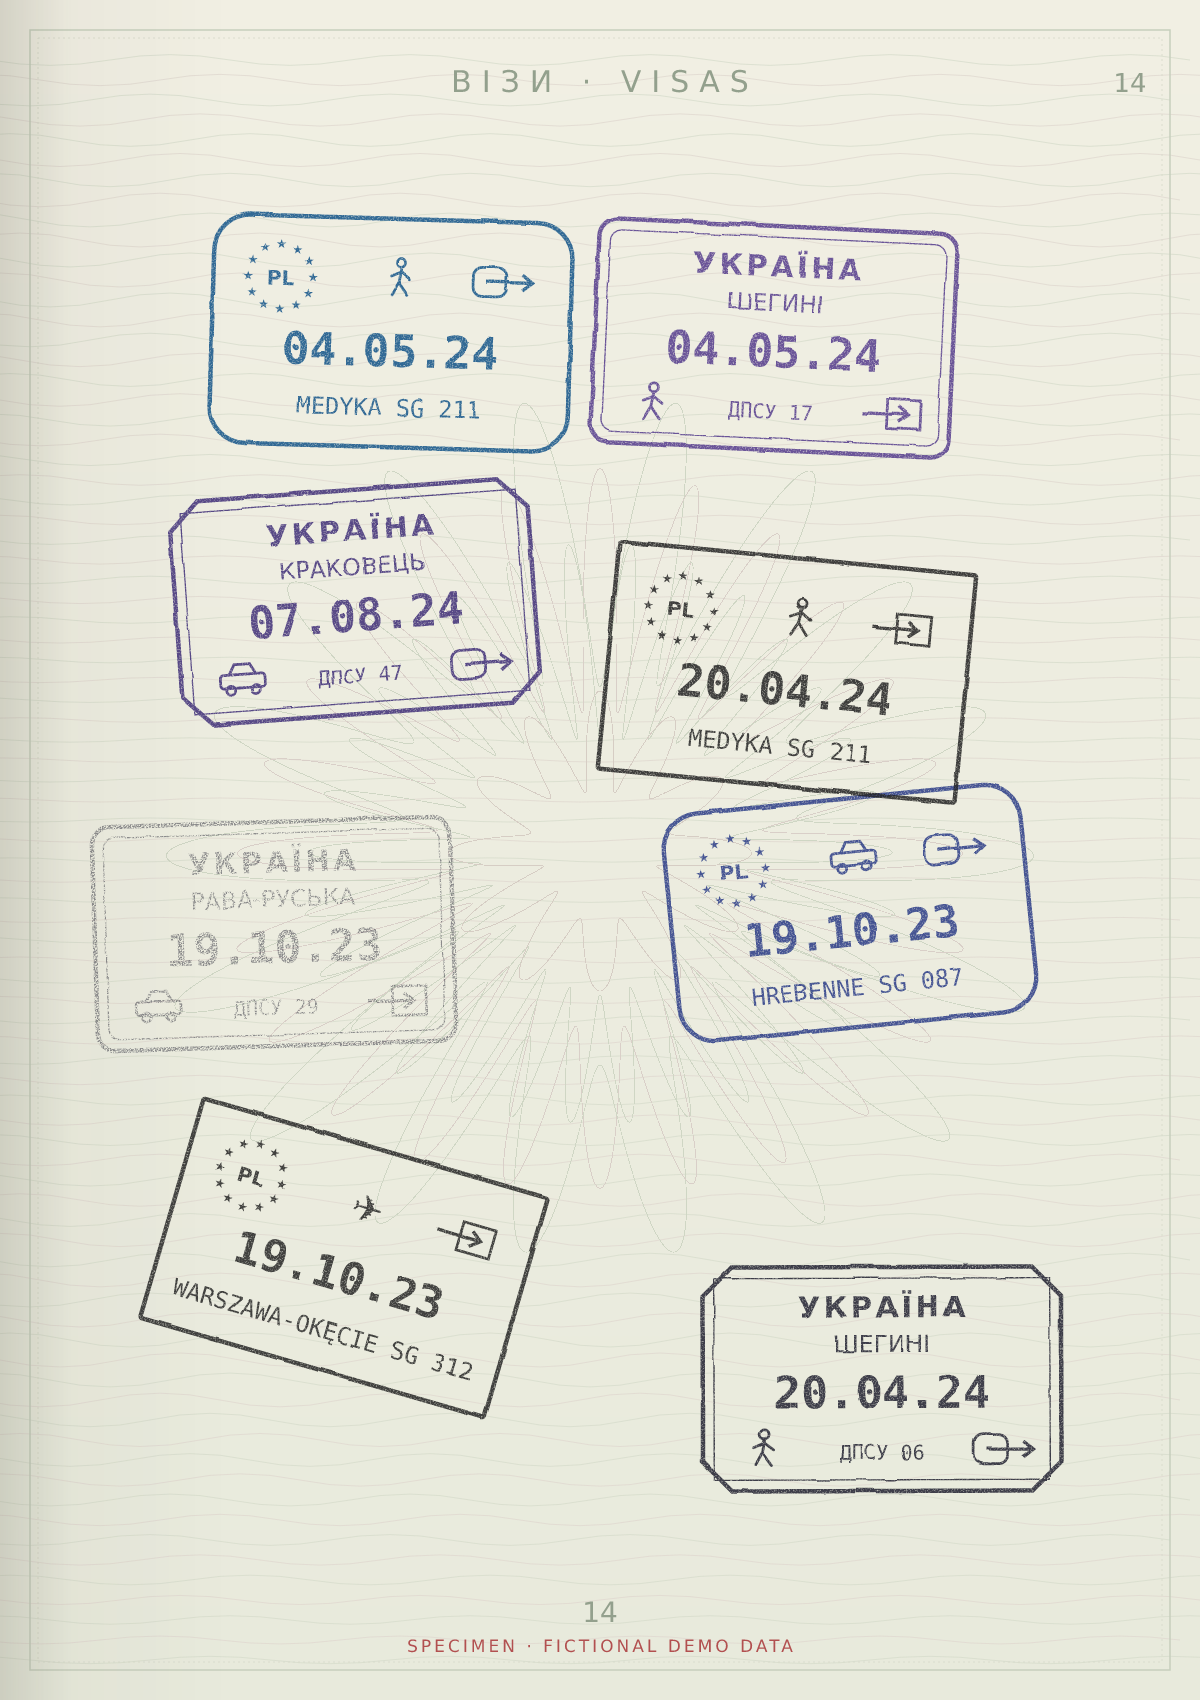 ВІЗИ · VISAS
14
PL
04.05.24
MEDYKA SG 211
УКРАЇНА
ШЕГИНІ
04.05.24
ДПСУ 17
УКРАЇНА
КРАКОВЕЦЬ
07.08.24
ДПСУ 47
PL
20.04.24
MEDYKA SG 211
УКРАЇНА
РАВА-РУСЬКА
19.10.23
ДПСУ 29
PL
19.10.23
HREBENNE SG 087
PL
19.10.23
WARSZAWA-OKĘCIE SG 312
УКРАЇНА
ШЕГИНІ
20.04.24
ДПСУ 06
14
SPECIMEN · FICTIONAL DEMO DATA